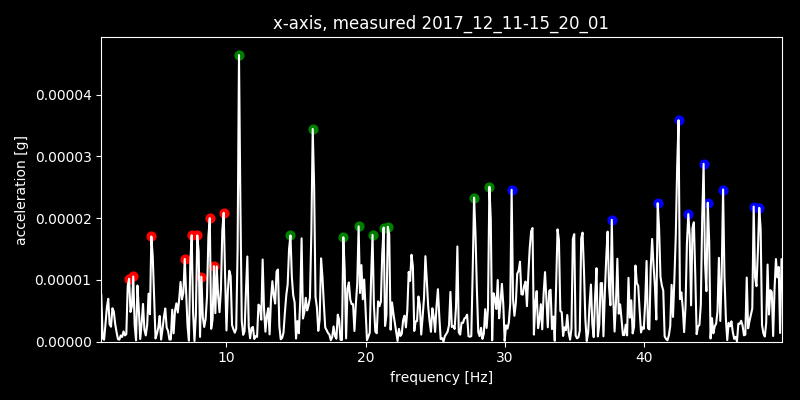 x-axis, measured 2017_12_11-15_20_01
acceleration [g]
0.00004
0.00003
0.00002
0.00001
0.00000
10 20 30 40
frequency [Hz]